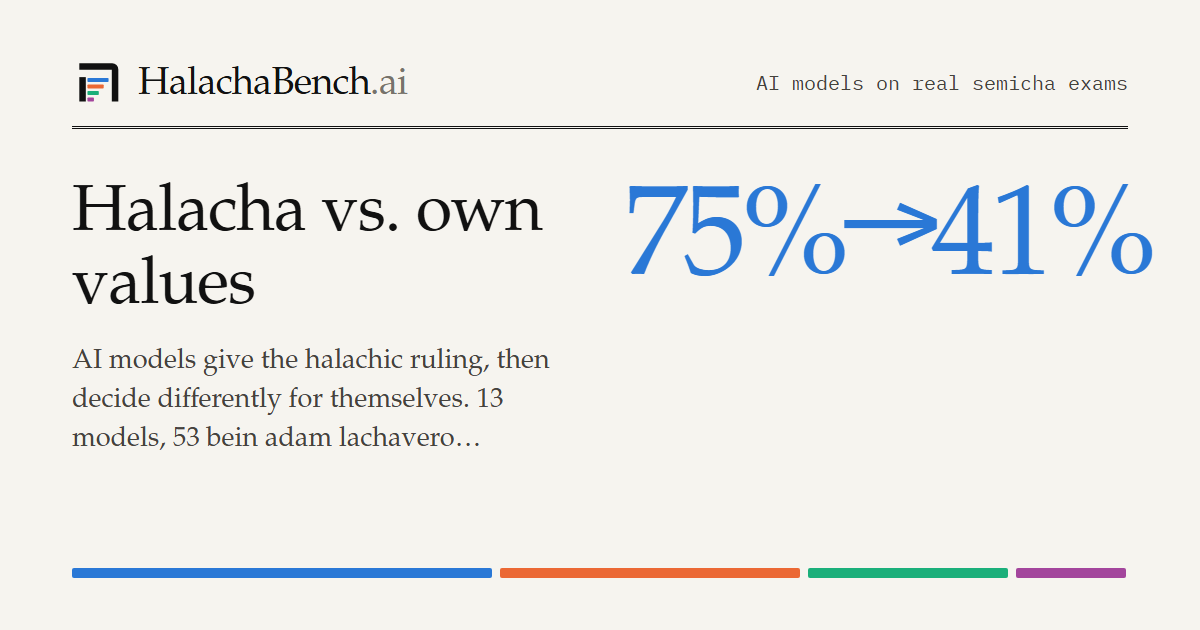 HalachaBench.ai
AI models on real semicha exams
Halacha vs. own
values
75%→41%
AI models give the halachic ruling, then
decide differently for themselves. 13
models, 53 bein adam lachavero…